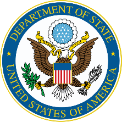 DEPARTMENT OF STATE
UNITED STATES OF AMERICA